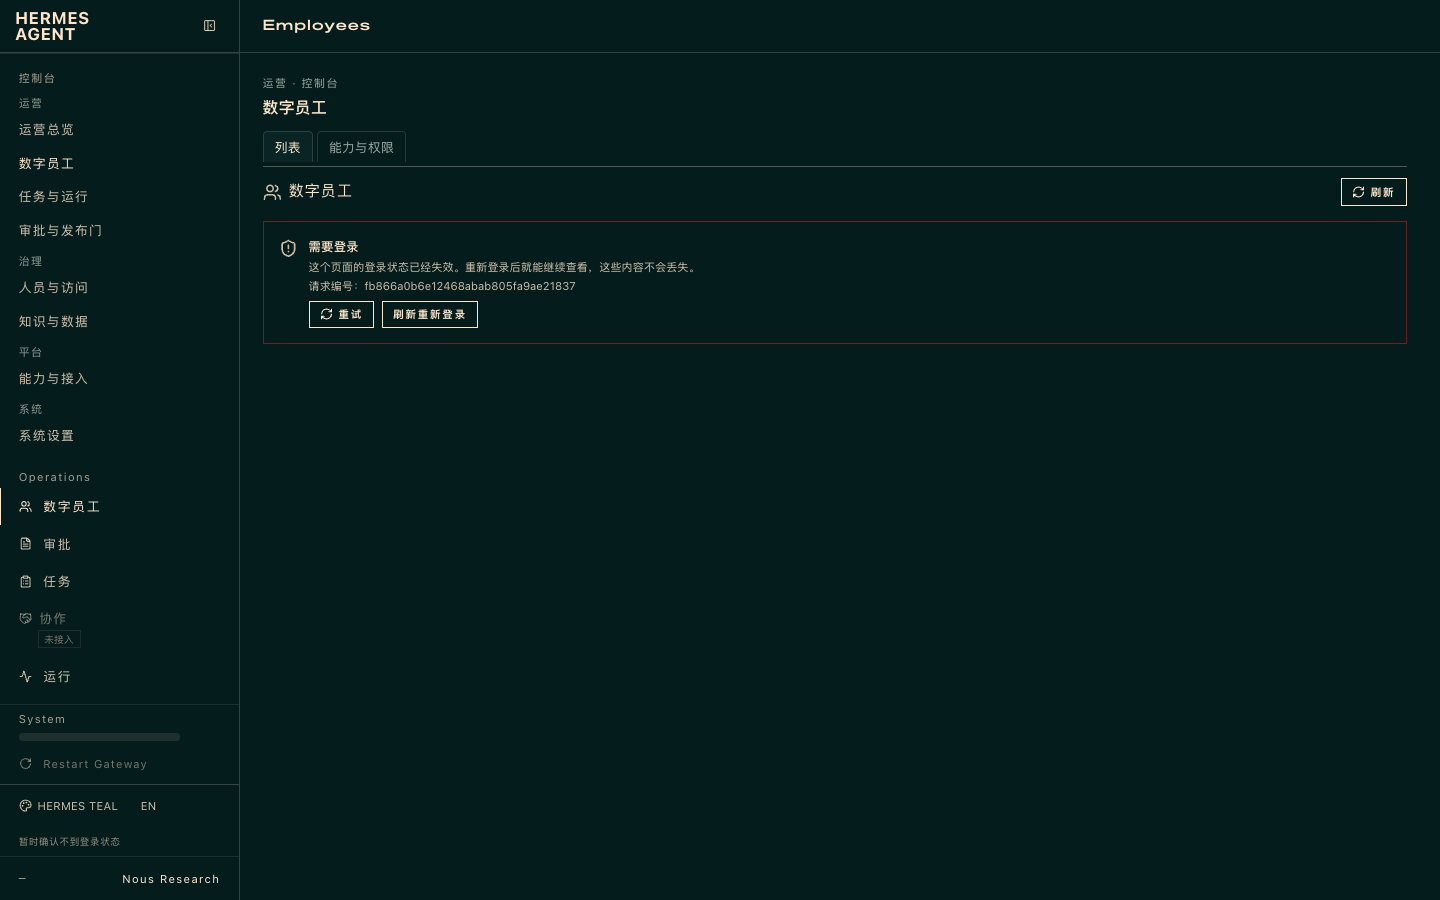 HERMES
AGENT
Employees
控制台
运营
运营总览
数字员工
任务与运行
审批与发布门
治理
人员与访问
知识与数据
平台
能力与接入
系统
系统设置
Operations
数字员工
审批
任务
协作
未接入
运行
System
Restart Gateway
HERMES TEAL EN
暂时确认不到登录状态
– Nous Research
运营 · 控制台
数字员工
列表 能力与权限
数字员工 刷新
需要登录
这个页面的登录状态已经失效。重新登录后就能继续查看，这些内容不会丢失。
请求编号：fb866a0b6e12468abab805fa9ae21837
重试 刷新重新登录